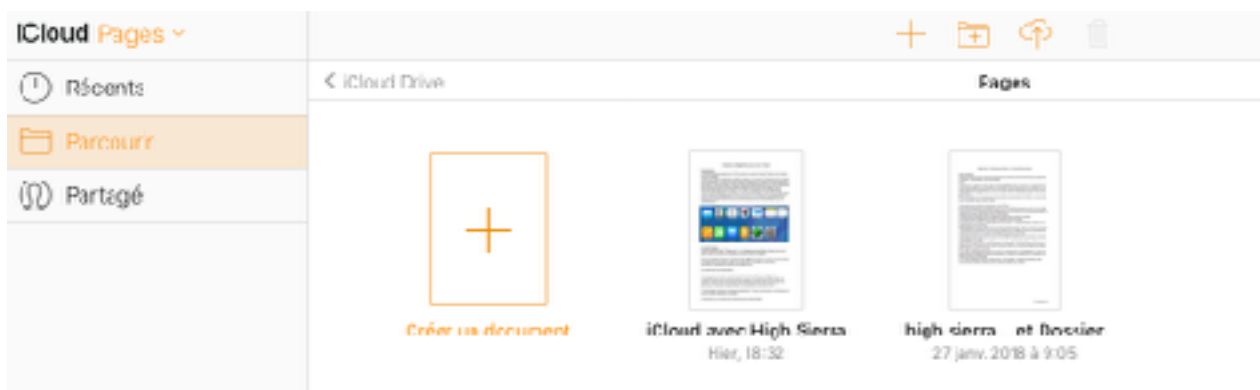 iCloud Pages
Récents
< iCloud Drive
Pages
Parcourir
Partagé
Créer un document
iCloud avec High Sierra
high sierra et Dossier
Hier, 18:32
27 janv. 2018 à 9:05